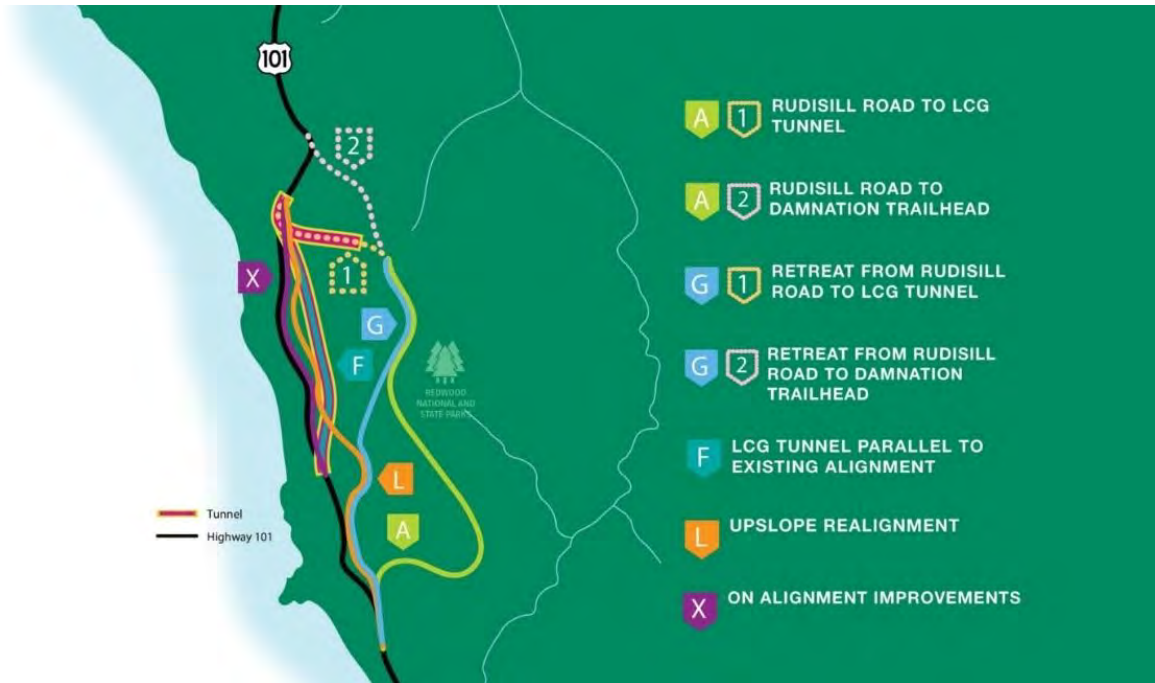 101
2
1
X
G
F
REDWOOD
NATIONAL AND
STATE PARKS
L
A
Tunnel
Highway 101
A 1 RUDISILL ROAD TO LCG
TUNNEL
A 2 RUDISILL ROAD TO
DAMNATION TRAILHEAD
G 1 RETREAT FROM RUDISILL
ROAD TO LCG TUNNEL
G 2 RETREAT FROM RUDISILL
ROAD TO DAMNATION
TRAILHEAD
F LCG TUNNEL PARALLEL TO
EXISTING ALIGNMENT
L UPSLOPE REALIGNMENT
X ON ALIGNMENT IMPROVEMENTS